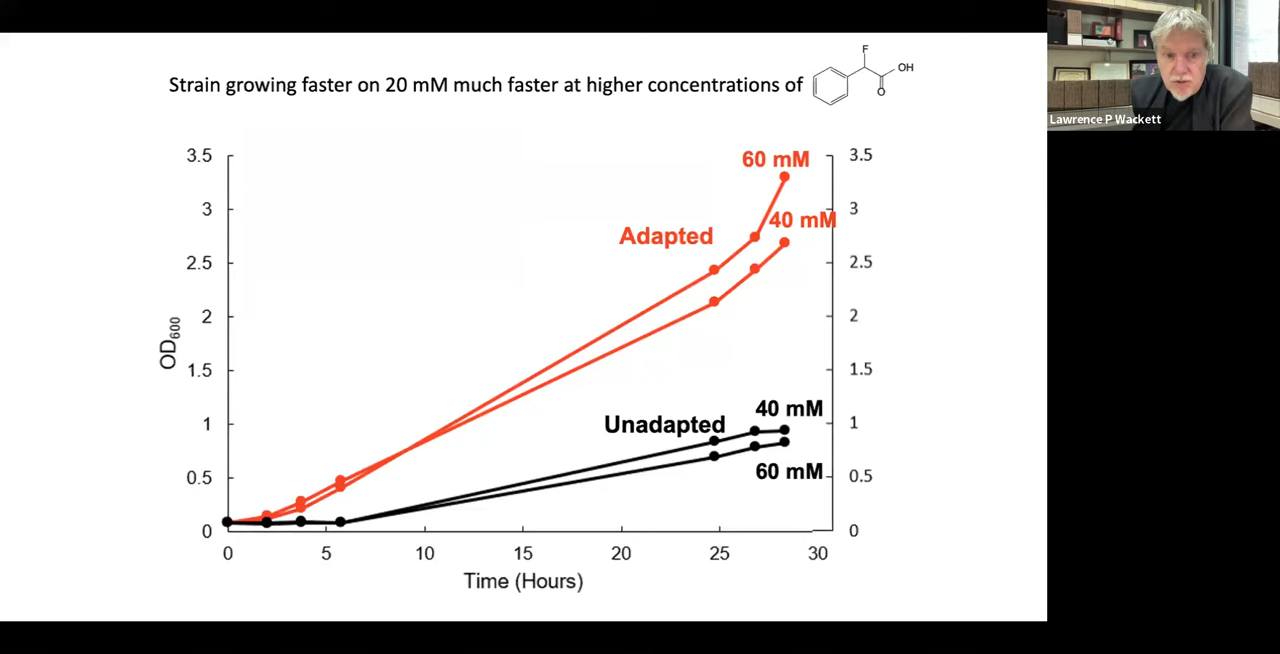 Strain growing faster on 20 mM much faster at higher concentrations of
F
OH
O
Lawrence P Wackett
60 mM
40 mM
Adapted
Unadapted
40 mM
60 mM
3.5
3
2.5
2
1.5
1
0.5
0
OD600
3.5
3
2.5
2
1.5
1
0.5
0
0 5 10 15 20 25 30
Time (Hours)